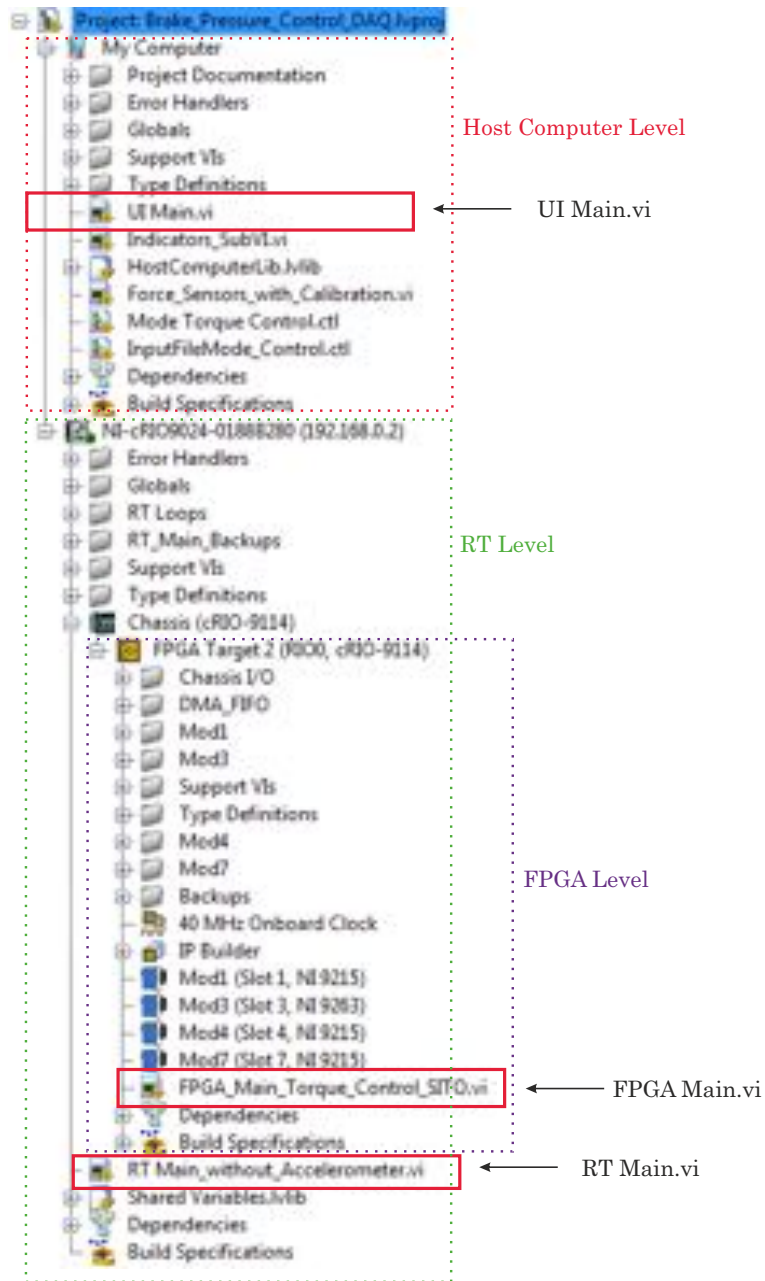 Project: Brake_Pressure_Control_DAQ.lvproj
My Computer
Project Documentation
Error Handlers
Globals
Host Computer Level
Support VIs
Type Definitions
UI Main.vi
UI Main.vi
Indicators_SubVI.vi
HostComputerLib.lvlib
Force_Sensors_with_Calibration.vi
Mode Torque Control.ctl
InputFileMode_Control.ctl
Dependencies
Build Specifications
NI-cRIO9024-01888280 (192.168.0.2)
Error Handlers
Globals
RT Loops
RT_Main_Backups
RT Level
Support VIs
Type Definitions
Chassis (cRIO-9114)
FPGA Target 2 (RIO0, cRIO-9114)
Chassis I/O
DMA_FIFO
Mod1
Mod3
Support VIs
Type Definitions
Mod4
Mod7
FPGA Level
Backups
40 MHz Onboard Clock
IP Builder
Mod1 (Slot 1, NI 9215)
Mod3 (Slot 3, NI 9263)
Mod4 (Slot 4, NI 9215)
Mod7 (Slot 7, NI 9215)
FPGA_Main_Torque_Control_SITO.vi
FPGA Main.vi
Dependencies
Build Specifications
RT Main_without_Accelerometer.vi
RT Main.vi
Shared Variables.lvlib
Dependencies
Build Specifications